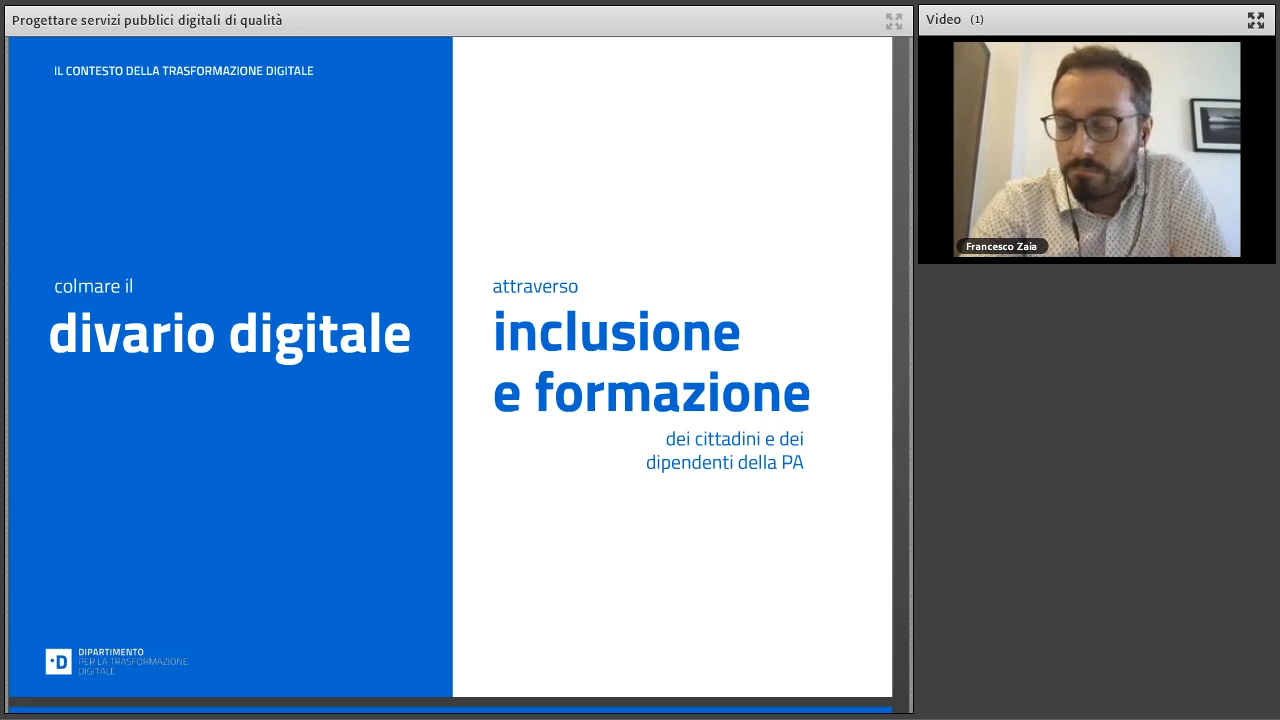 Progettare servizi pubblici digitali di qualità
IL CONTESTO DELLA TRASFORMAZIONE DIGITALE
colmare il
divario digitale
attraverso
inclusione
e formazione
dei cittadini e dei
dipendenti della PA
·D
DIPARTIMENTO
PER LA TRASFORMAZIONE
DIGITALE
Video (1)
Francesco Zaia